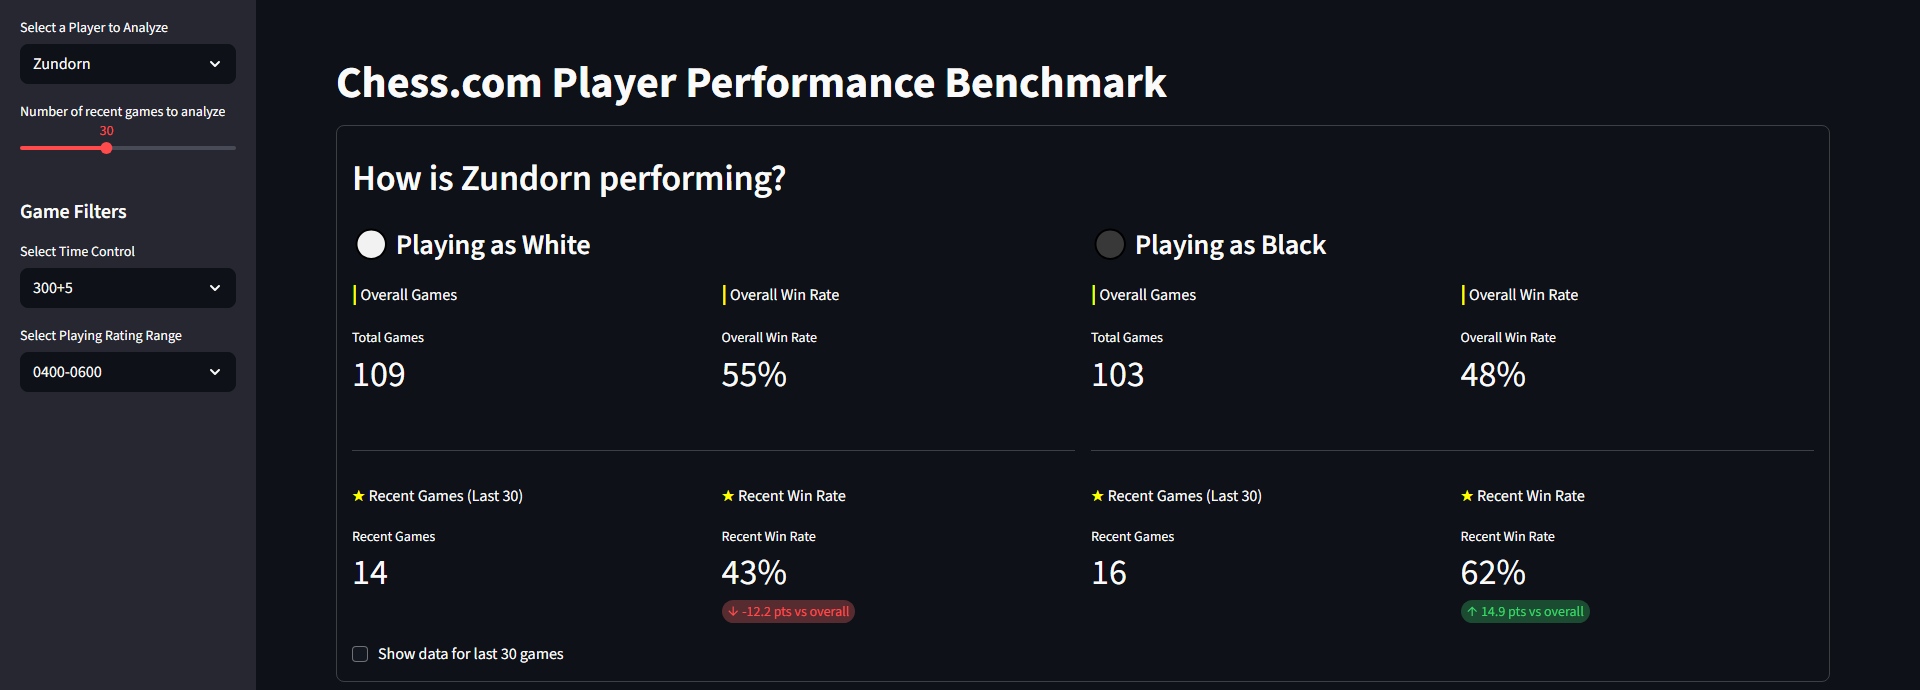 Select a Player to Analyze
Zundorn
Number of recent games to analyze
30
Game Filters
Select Time Control
300+5
Select Playing Rating Range
0400-0600
Chess.com Player Performance Benchmark
How is Zundorn performing?
Playing as White
Overall Games
Overall Win Rate
Total Games
Overall Win Rate
109
55%
Recent Games (Last 30)
Recent Win Rate
Recent Games
Recent Win Rate
14
43%
↓ -12.2 pts vs overall
Show data for last 30 games
Playing as Black
Overall Games
Overall Win Rate
Total Games
Overall Win Rate
103
48%
Recent Games (Last 30)
Recent Win Rate
Recent Games
Recent Win Rate
16
62%
↑ 14.9 pts vs overall